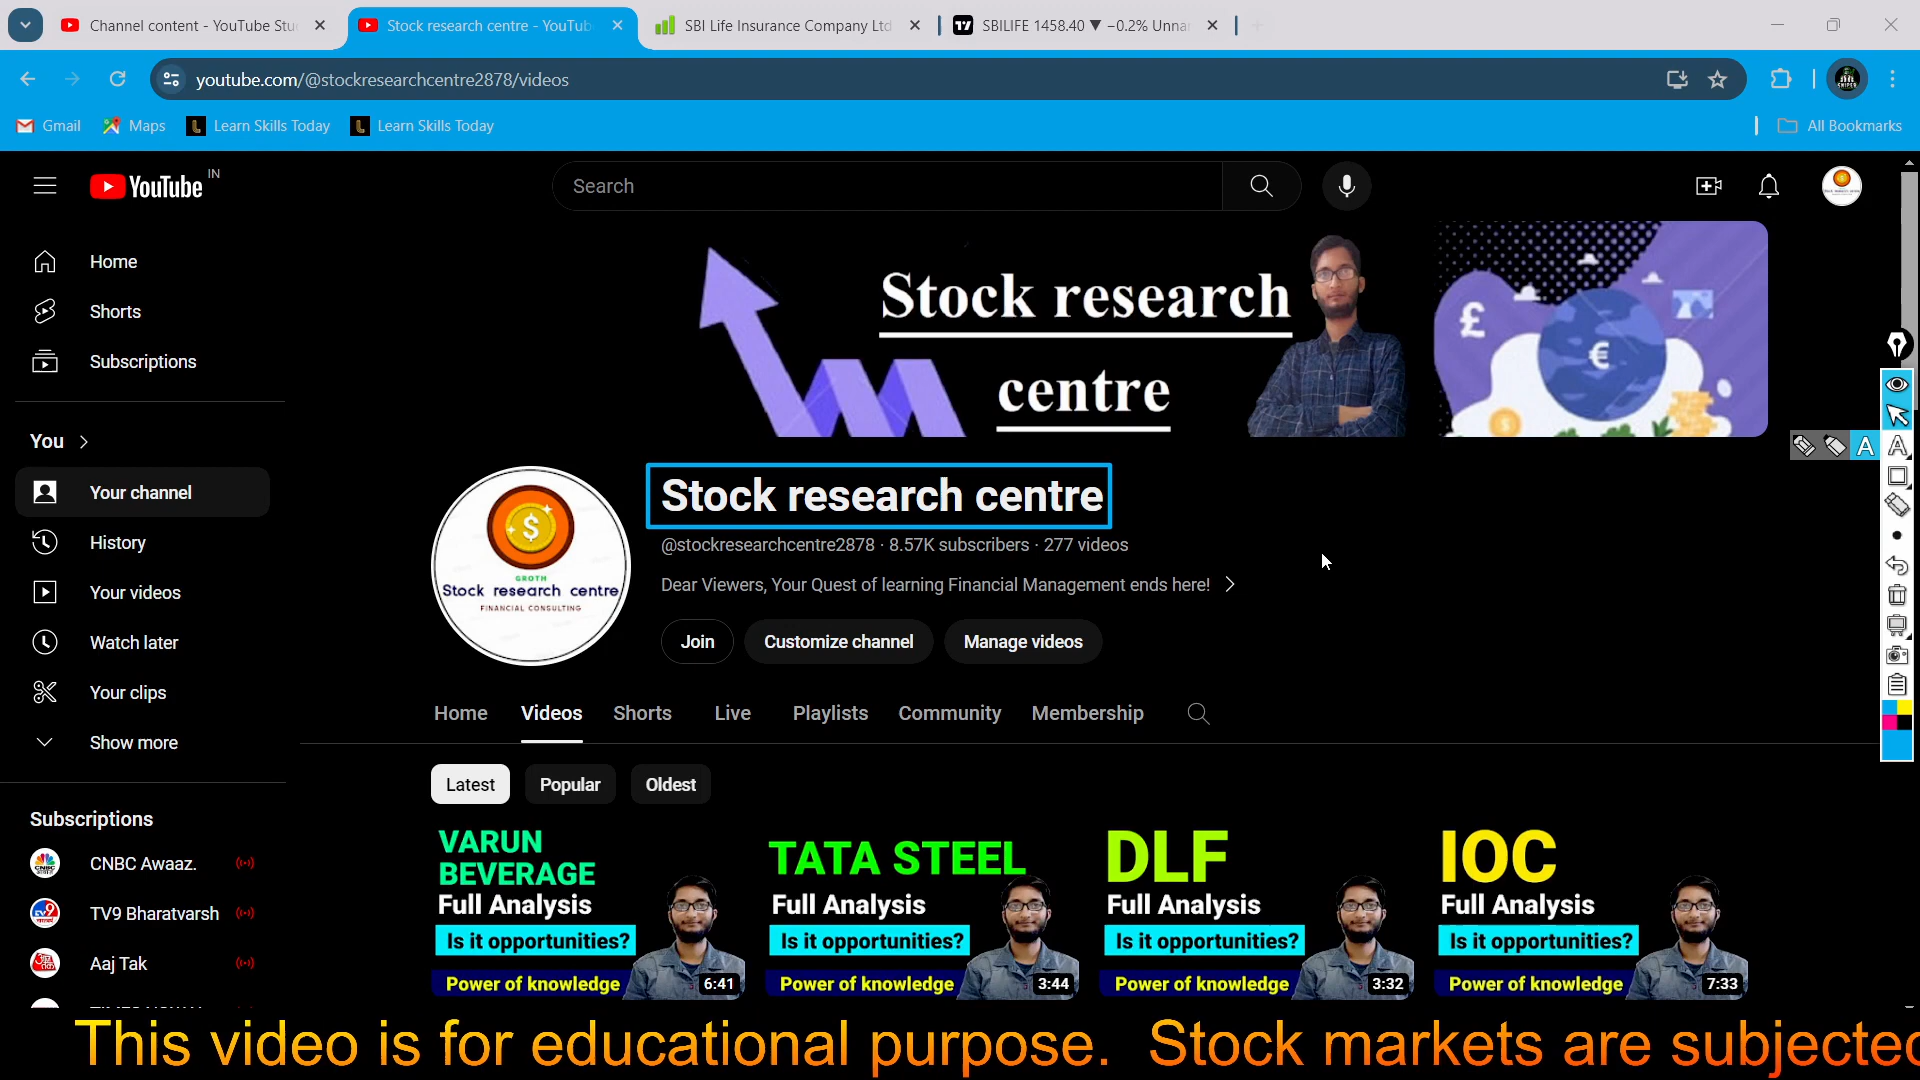 Channel content - YouTube Stu
Stock research centre - YouTub
SBI Life Insurance Company Ltd
SBILIFE 1458.40 ▼ −0.2% Unna
youtube.com/@stockresearchcentre2878/videos
Gmail
Maps
Learn Skills Today
Learn Skills Today
All Bookmarks
YouTube IN
Search
Home
Shorts
Subscriptions
You
Your channel
History
Your videos
Watch later
Your clips
Show more
Subscriptions
CNBC Awaaz.
TV9 Bharatvarsh
Aaj Tak
Stock research
centre
GROTH
Stock research centre
FINANCIAL CONSULTING
Stock research centre
@stockresearchcentre2878 · 8.57K subscribers · 277 videos
Dear Viewers, Your Quest of learning Financial Management ends here!
Join
Customize channel
Manage videos
Home
Videos
Shorts
Live
Playlists
Community
Membership
Latest
Popular
Oldest
VARUN
BEVERAGE
Full Analysis
Is it opportunities?
Power of knowledge
6:41
TATA STEEL
Full Analysis
Is it opportunities?
Power of knowledge
3:44
DLF
Full Analysis
Is it opportunities?
Power of knowledge
3:32
IOC
Full Analysis
Is it opportunities?
Power of knowledge
7:33
This video is for educational purpose. Stock markets are subjected